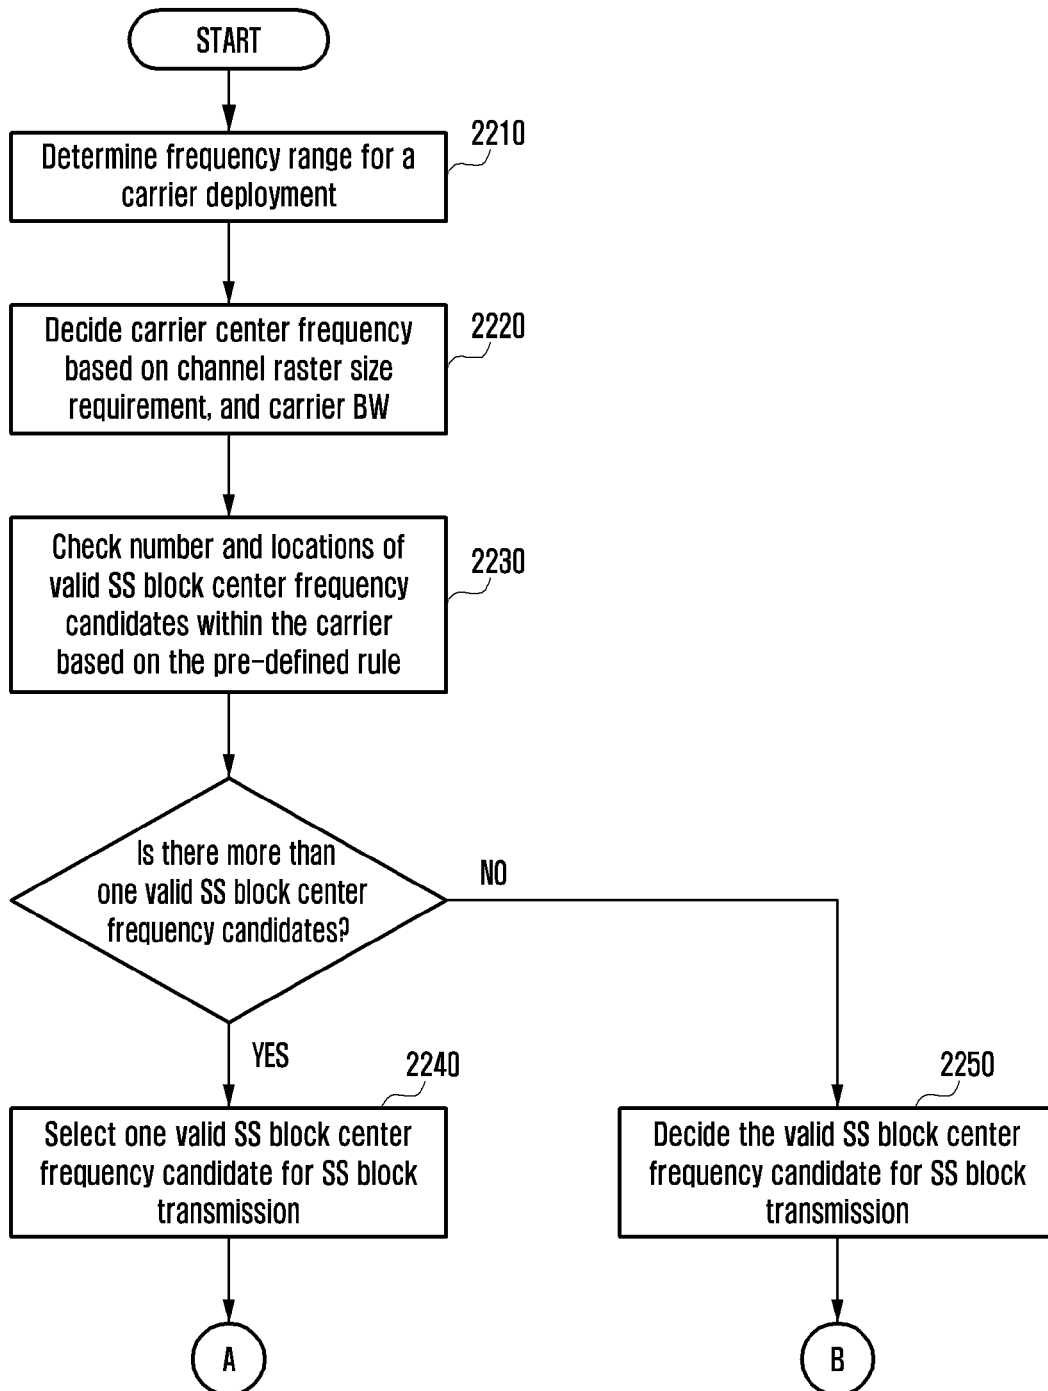 START
2210
Determine frequency range for a
carrier deployment
2220
Decide carrier center frequency
based on channel raster size
requirement, and carrier BW
2230
Check number and locations of
valid SS block center frequency
candidates within the carrier
based on the pre-defined rule
Is there more than
one valid SS block center
frequency candidates?
NO
YES
2240
Select one valid SS block center
frequency candidate for SS block
transmission
2250
Decide the valid SS block center
frequency candidate for SS block
transmission
A
B